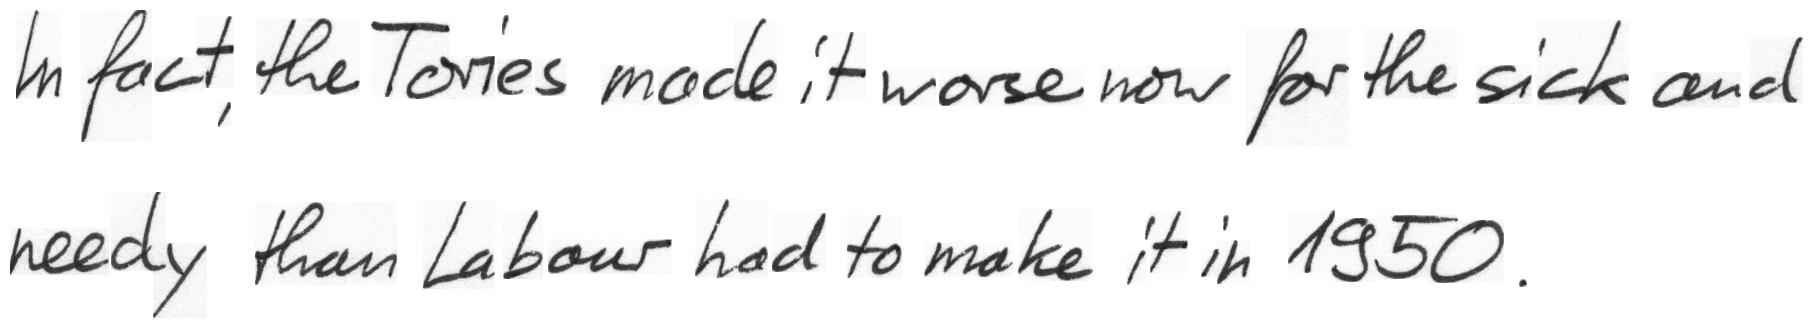 In fact, the Tories made it worse now for the sick and
needy than Labour had to make it in 1950.